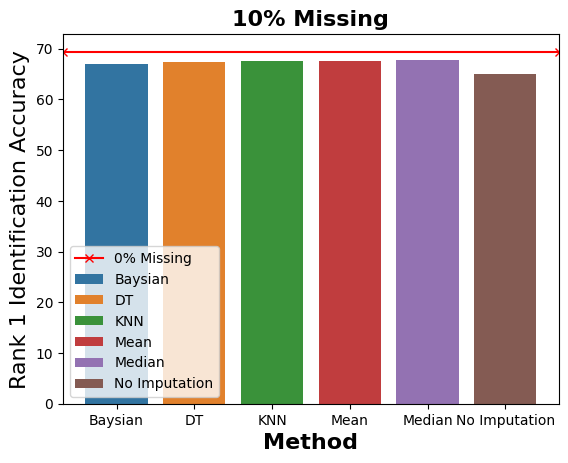 10% Missing
Rank 1 Identification Accuracy
70
60
50
40
30
20
10
0
0% Missing
Baysian
DT
KNN
Mean
Median
No Imputation
Baysian DT KNN Mean Median No Imputation
Method